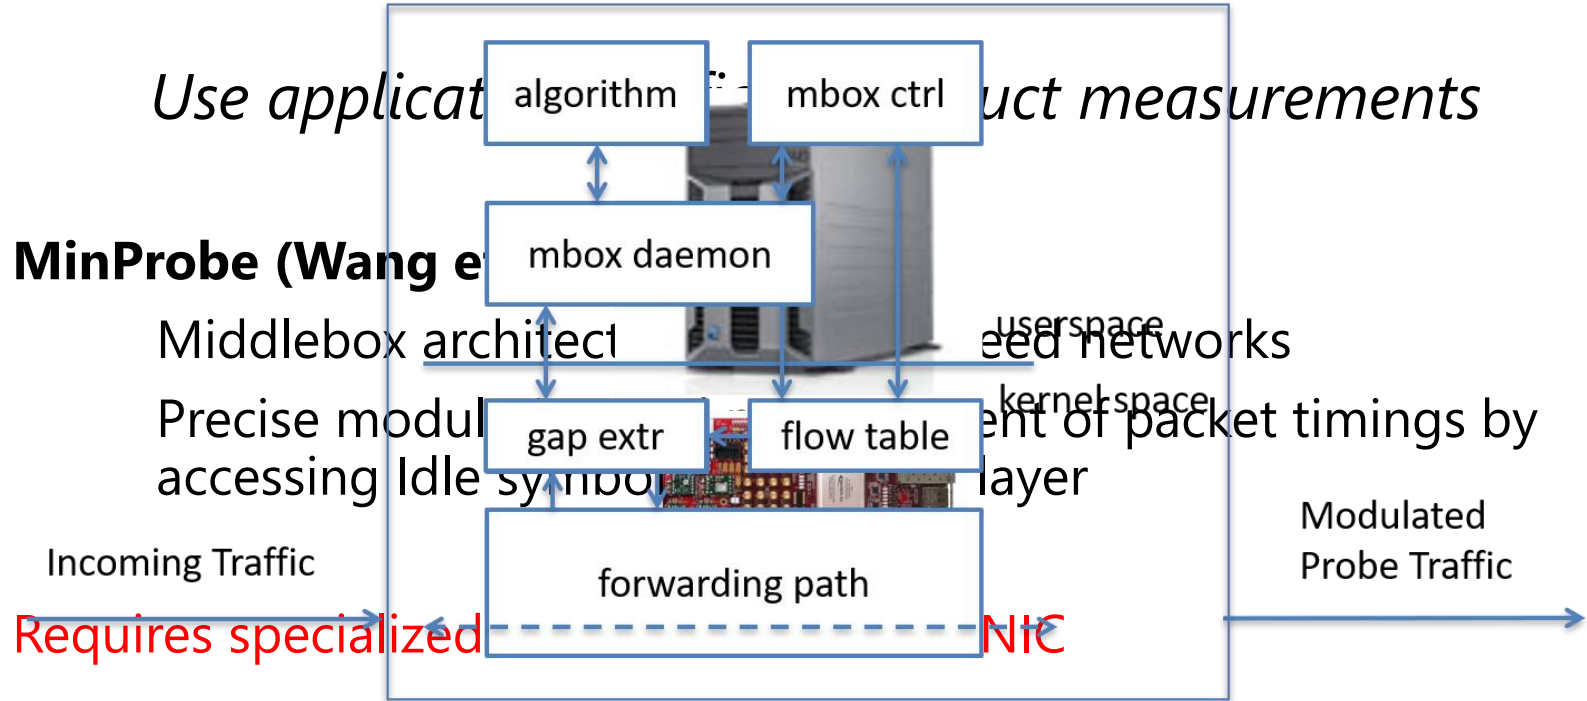 Use applicat uct measurements
algorithm
mbox ctrl
MinProbe (Wang e
mbox daemon
Middlebox architect eed networks
userspace
kernel space
Precise modul ent of packet timings by
gap extr
flow table
accessing Idle symbo layer
Incoming Traffic
forwarding path
Modulated
Probe Traffic
Requires specialized NIC